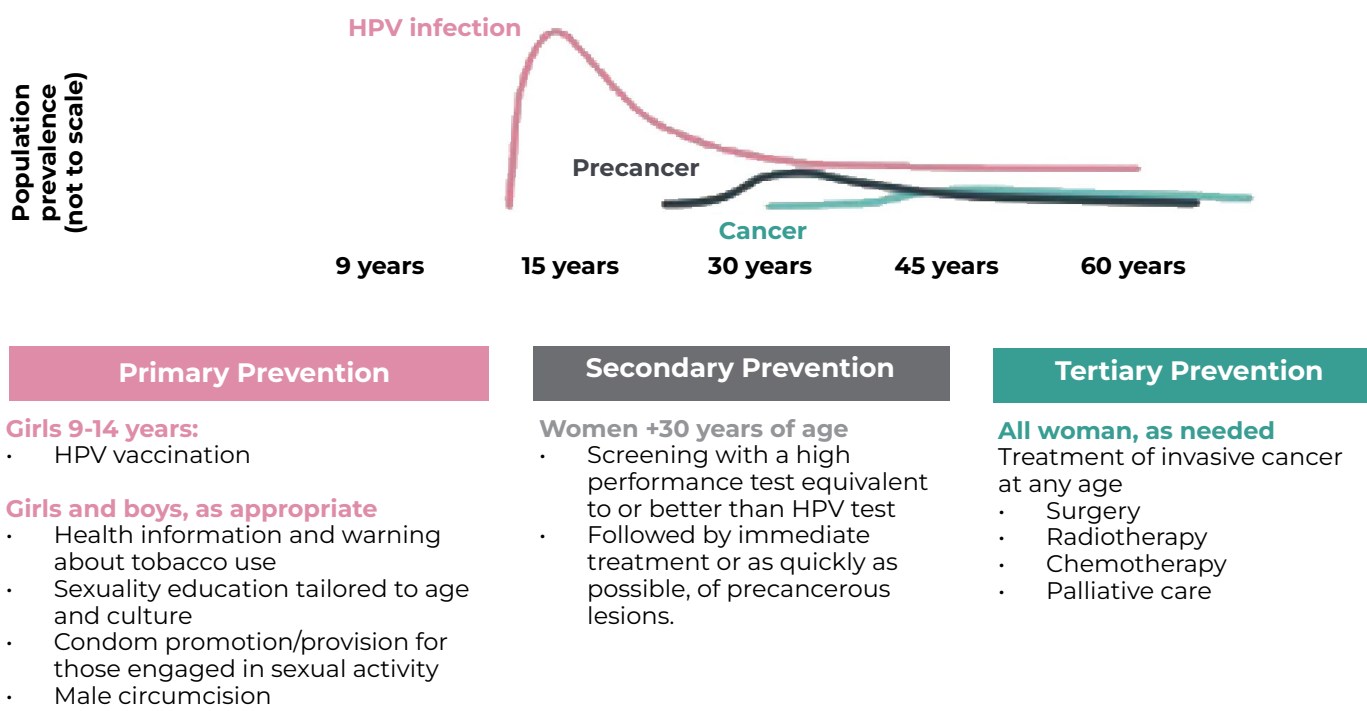 HPV infection
Population
prevalence
(not to scale)
Precancer
Cancer
9 years
15 years
30 years
45 years
60 years
Primary Prevention
Girls 9-14 years:
• HPV vaccination
Girls and boys, as appropriate
• Health information and warning
about tobacco use
• Sexuality education tailored to age
and culture
• Condom promotion/provision for
those engaged in sexual activity
• Male circumcision
Secondary Prevention
Women +30 years of age
• Screening with a high
performance test equivalent
to or better than HPV test
• Followed by immediate
treatment or as quickly as
possible, of precancerous
lesions.
Tertiary Prevention
All woman, as needed
Treatment of invasive cancer
at any age
• Surgery
• Radiotherapy
• Chemotherapy
• Palliative care